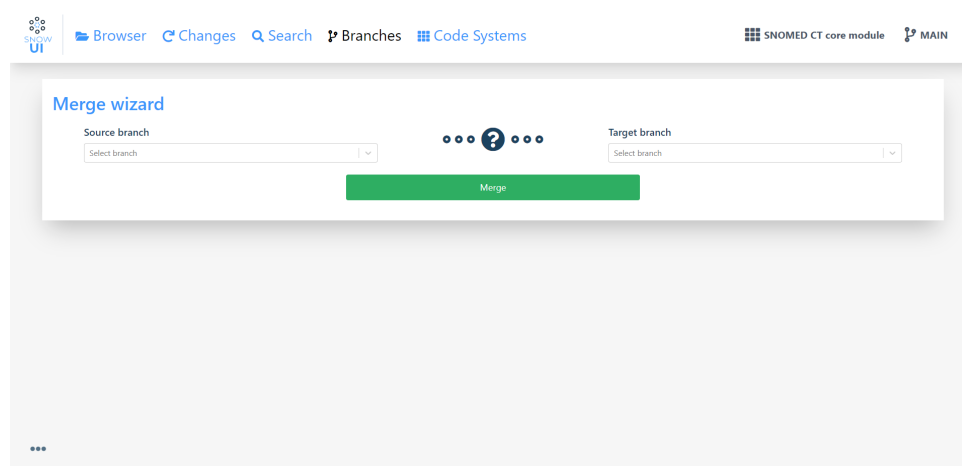 SNOW
UI
Browser Changes Search Branches Code Systems SNOMED CT core module MAIN
Merge wizard
Source branch Target branch
Select branch ? Select branch
Merge